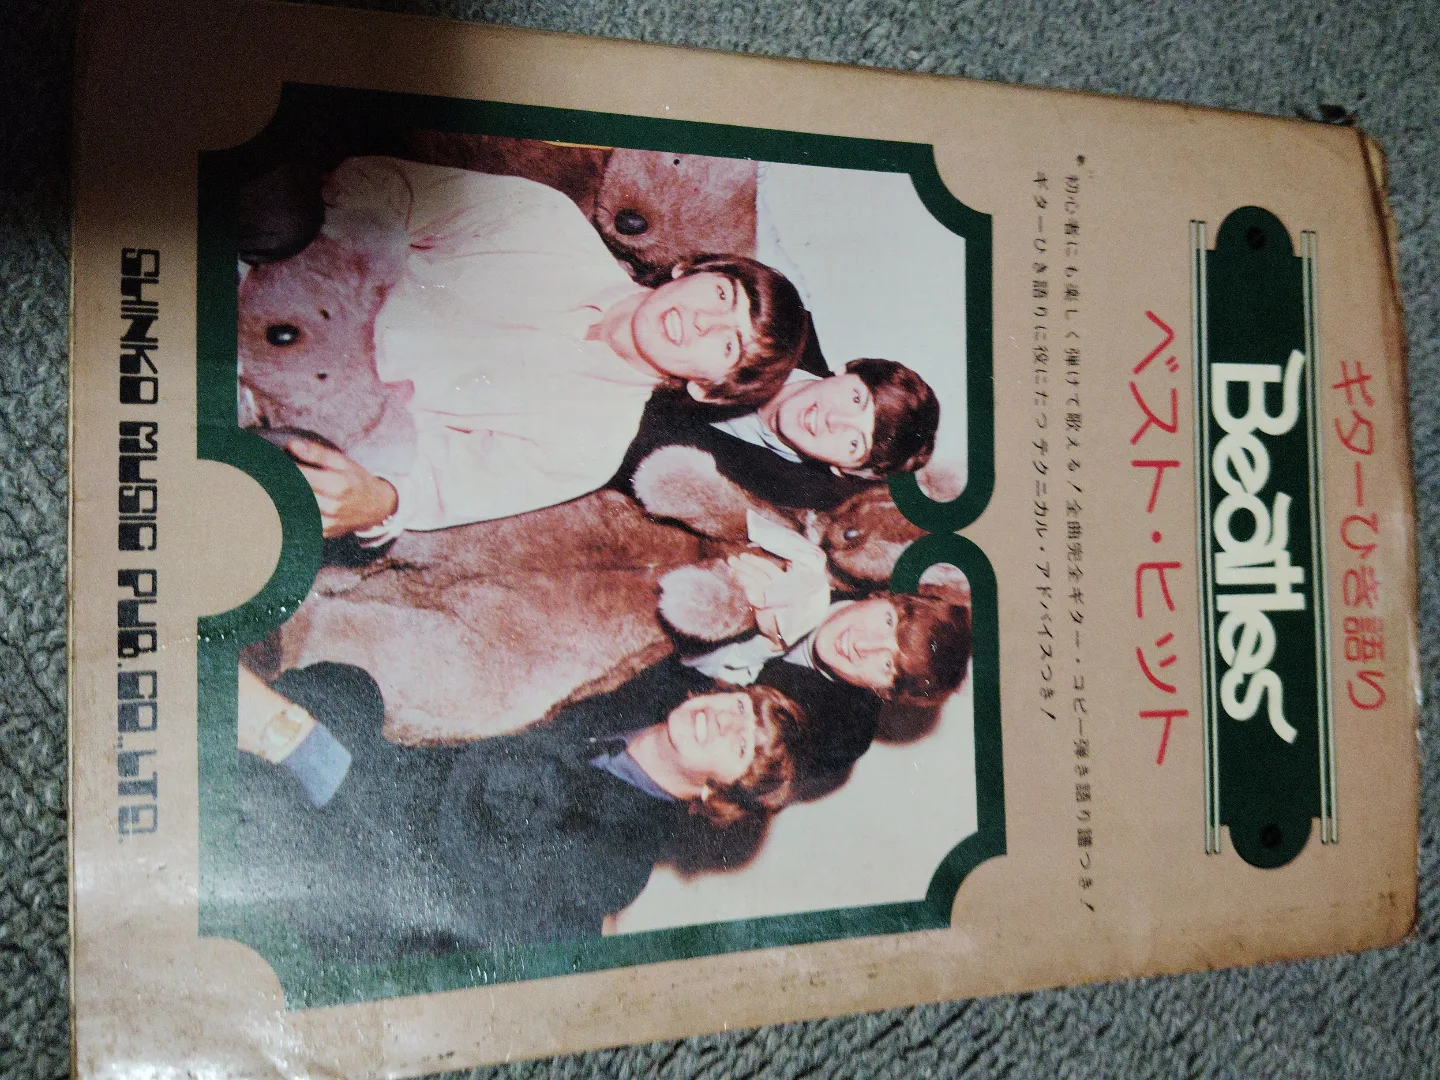 ギターひき語り
Beatles
ベスト・ヒット
●初心者にも楽しく弾けて歌える！全曲完全ギター・コピー弾き語り譜つき！
ギターひき語りに役にたつテクニカル・アドバイスつき！
SHINKO MUSIC PUB. CO., LTD.